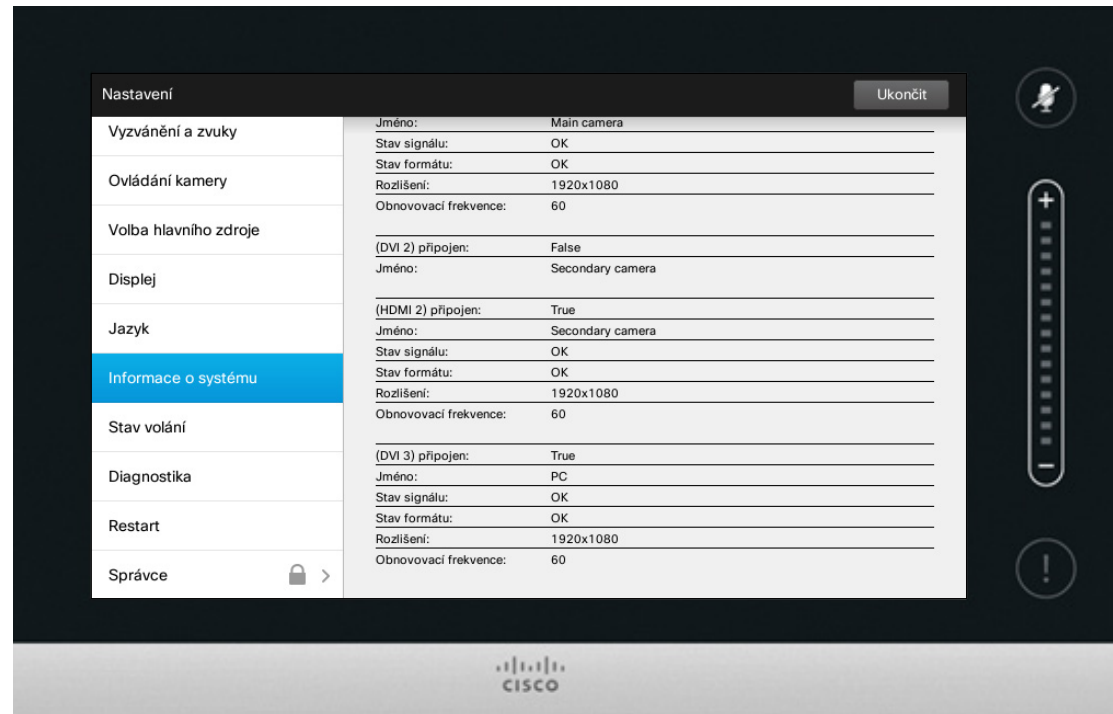 Nastavení
Ukončit
Vyzvánění a zvuky
Ovládání kamery
Volba hlavního zdroje
Displej
Jazyk
Informace o systému
Stav volání
Diagnostika
Restart
Správce
Jméno: Main camera
Stav signálu: OK
Stav formátu: OK
Rozlišení: 1920x1080
Obnovovací frekvence: 60
(DVI 2) připojen: False
Jméno: Secondary camera
(HDMI 2) připojen: True
Jméno: Secondary camera
Stav signálu: OK
Stav formátu: OK
Rozlišení: 1920x1080
Obnovovací frekvence: 60
(DVI 3) připojen: True
Jméno: PC
Stav signálu: OK
Stav formátu: OK
Rozlišení: 1920x1080
Obnovovací frekvence: 60
CISCO